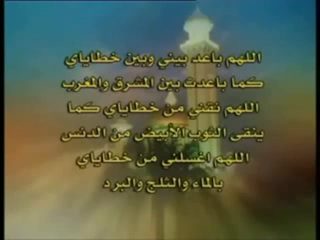 اللهم باعد بيني وبين خطاياي
كما باعدت بين المشرق والمغرب
اللهم نقني من خطاياي كما
ينقى الثوب الأبيض من الدنس
اللهم اغسلني من خطاياي
بالماء والثلج والبرد